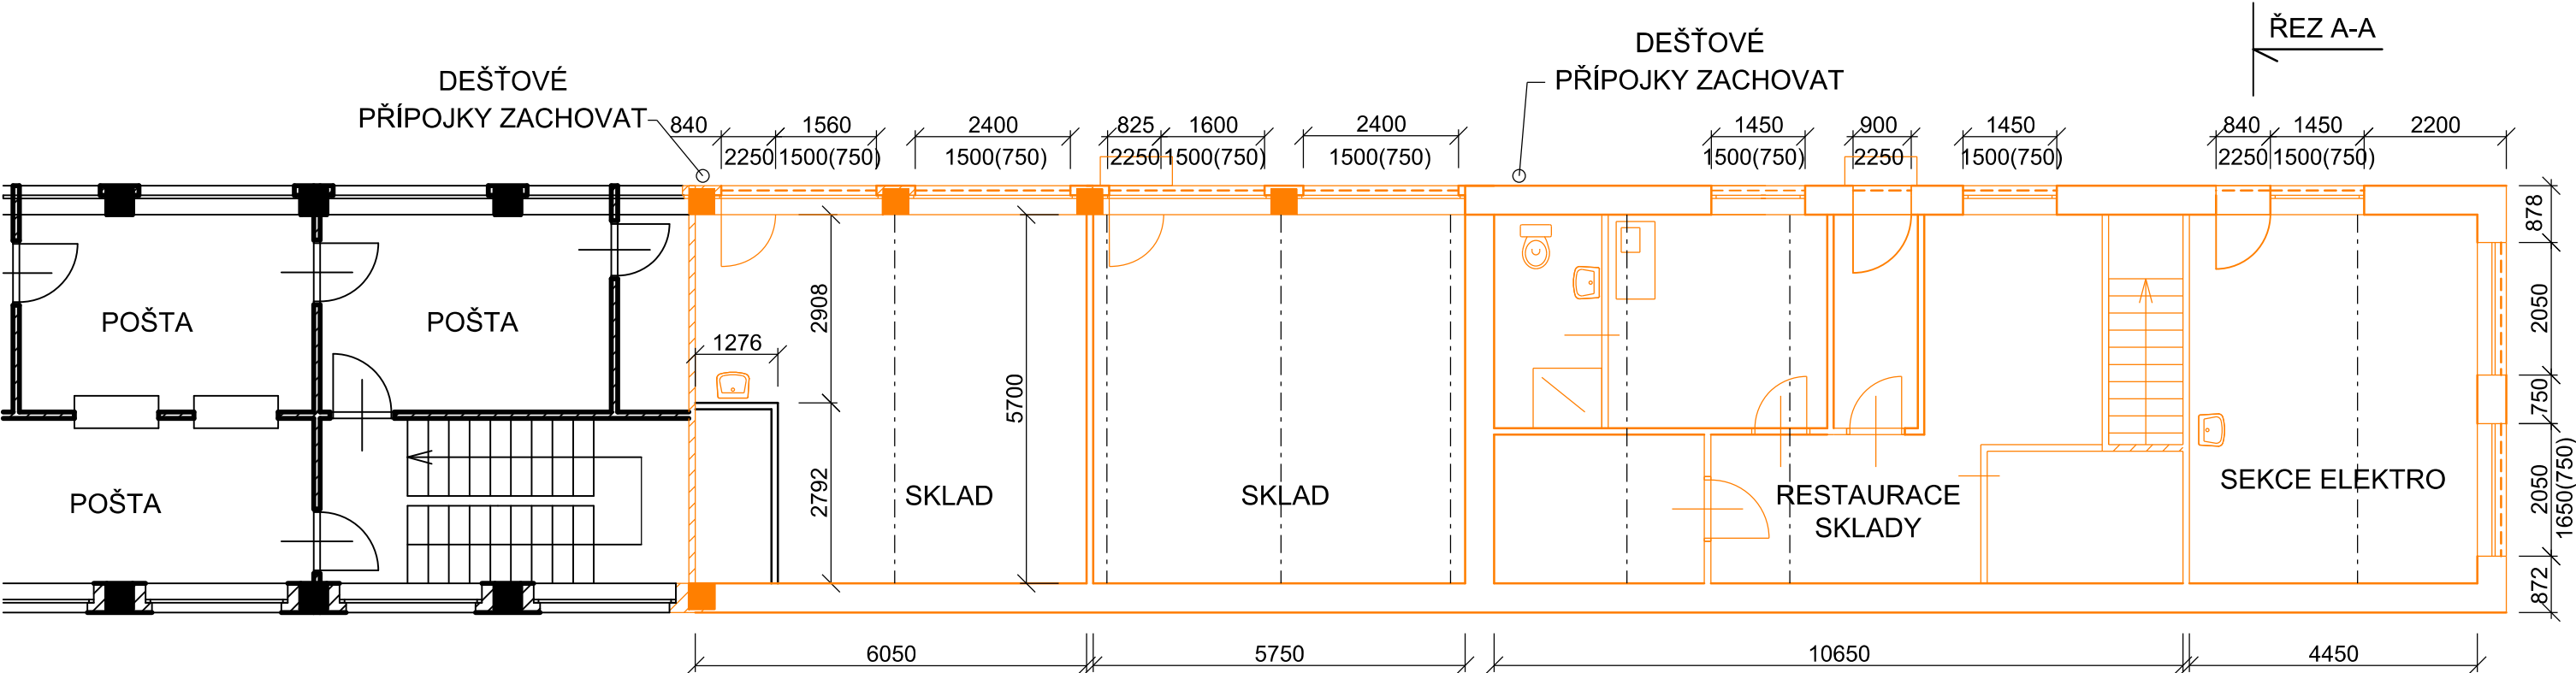 ŘEZ A-A
DEŠŤOVÉ
PŘÍPOJKY ZACHOVAT
DEŠŤOVÉ
PŘÍPOJKY ZACHOVAT
840 1560 2400 825 1600 2400 1450 900 1450 840 1450 2200
2250 1500(750) 1500(750) 2250 1500(750) 1500(750) 1500(750) 2250 1500(750) 2250 1500(750)
878
2050
750
2050
1650(750)
872
POŠTA
POŠTA
POŠTA
1276
2908
2792
5700
SKLAD
SKLAD
RESTAURACE
SKLADY
SEKCE ELEKTRO
6050 5750 10650 4450